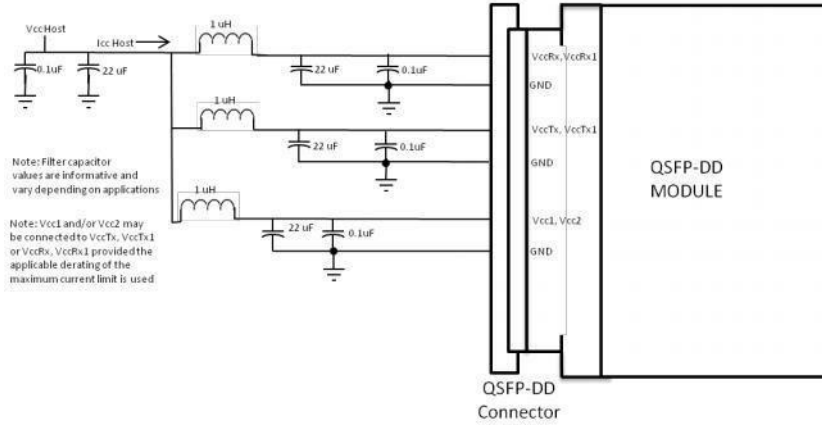 1 uH
Vcc Host
Icc Host
0.1uF
22 uF
22 uF
0.1uF
VccRx, VccRx1
GND
1 uH
22 uF
0.1uF
VccTx, VccTx1
GND
Note: Filter capacitor
values are informative and
vary depending on applications
1 uH
22 uF
0.1uF
Vcc1, Vcc2
GND
Note: Vcc1 and/or Vcc2 may
be connected to VccTx, VccTx1
or VccRx, VccRx1 provided the
applicable derating of the
maximum current limit is used
QSFP-DD
MODULE
QSFP-DD
Connector